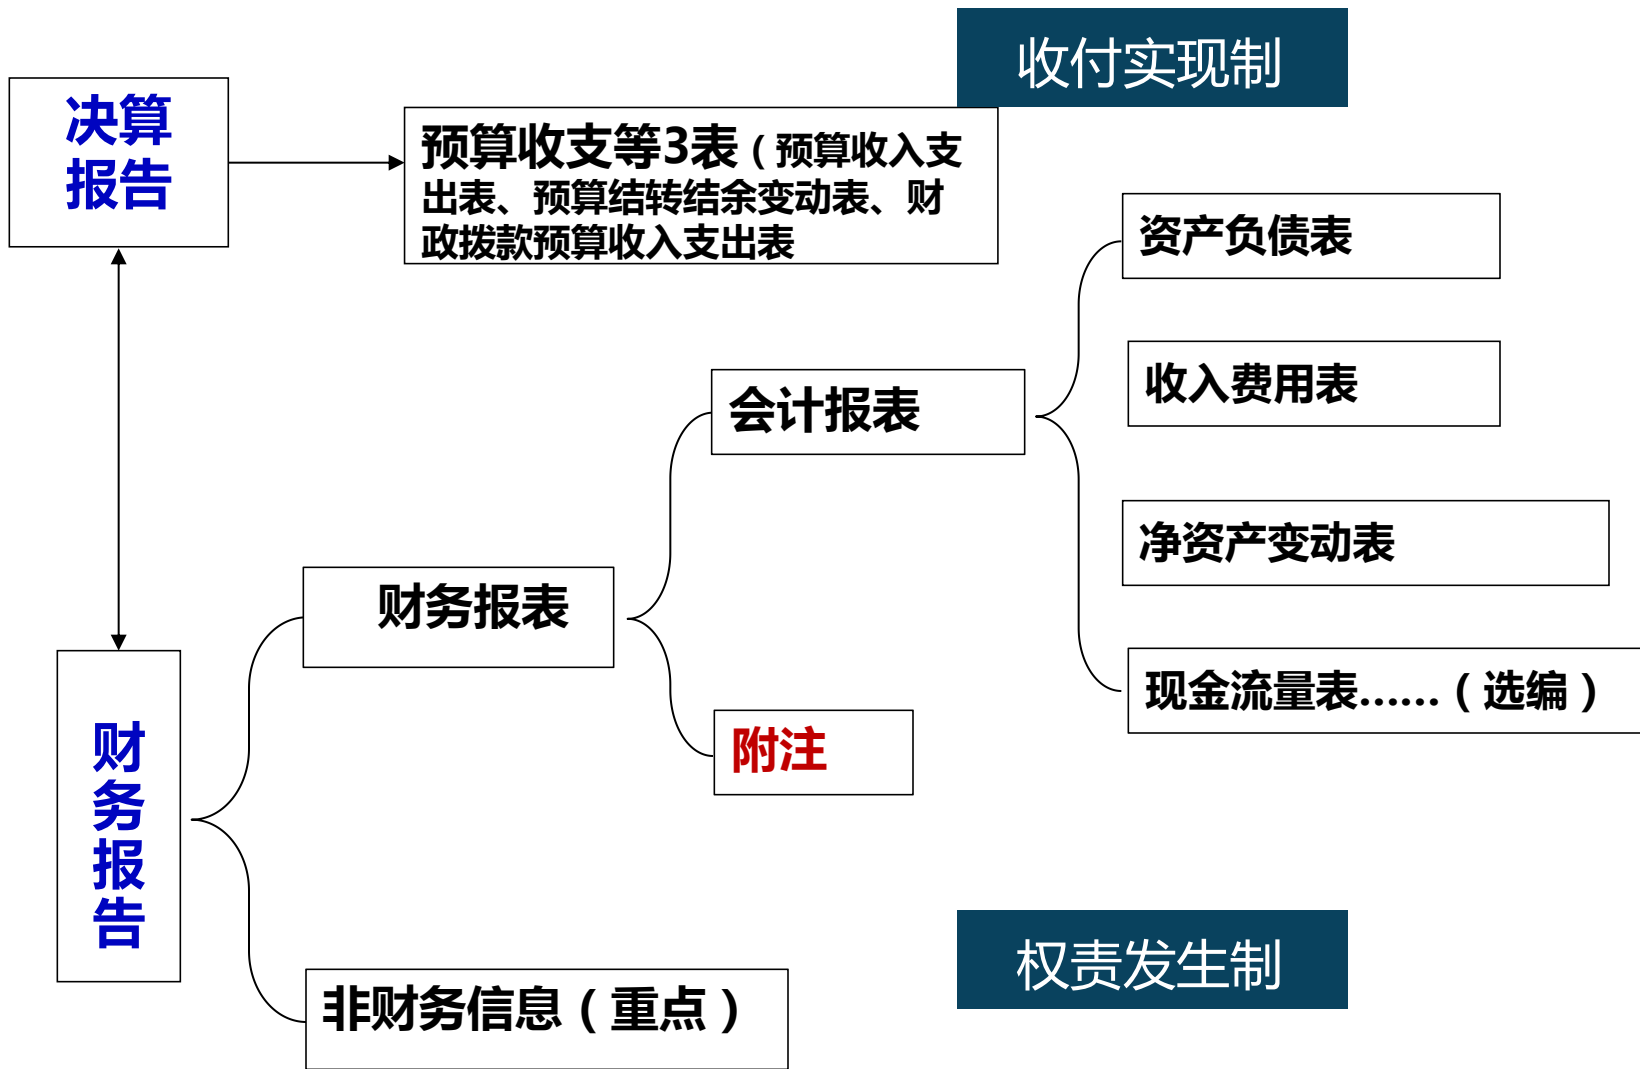 收付实现制
决算
报告
预算收支等3表（预算收入支
出表、预算结转结余变动表、财
政拨款预算收入支出表
资产负债表
收入费用表
会计报表
净资产变动表
财务报表
现金流量表……（选编）
附注
财
务
报
告
权责发生制
非财务信息（重点）